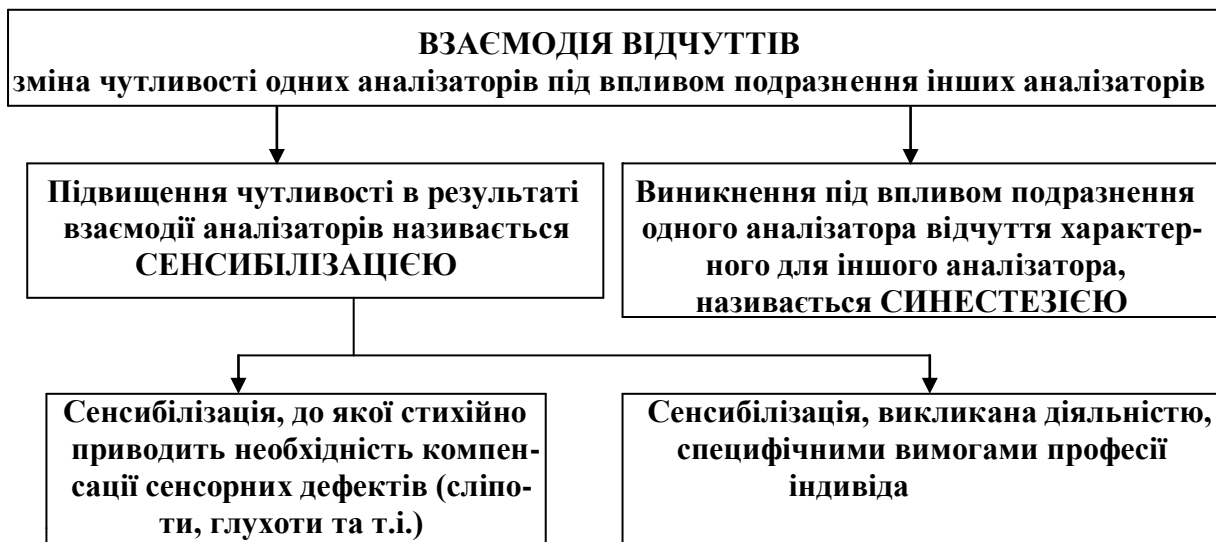 ВЗАЄМОДІЯ ВІДЧУТТІВ
зміна чутливості одних аналізаторів під впливом подразнення інших аналізаторів
Підвищення чутливості в результаті
взаємодії аналізаторів називається
СЕНСИБІЛІЗАЦІЄЮ
Виникнення під впливом подразнення
одного аналізатора відчуття характер-
ного для іншого аналізатора,
називається СИНЕСТЕЗІЄЮ
Сенсибілізація, до якої стихійно
приводить необхідність компен-
сації сенсорних дефектів (сліпо-
ти, глухоти та т.і.)
Сенсибілізація, викликана діяльністю,
специфічними вимогами професії
індивіда